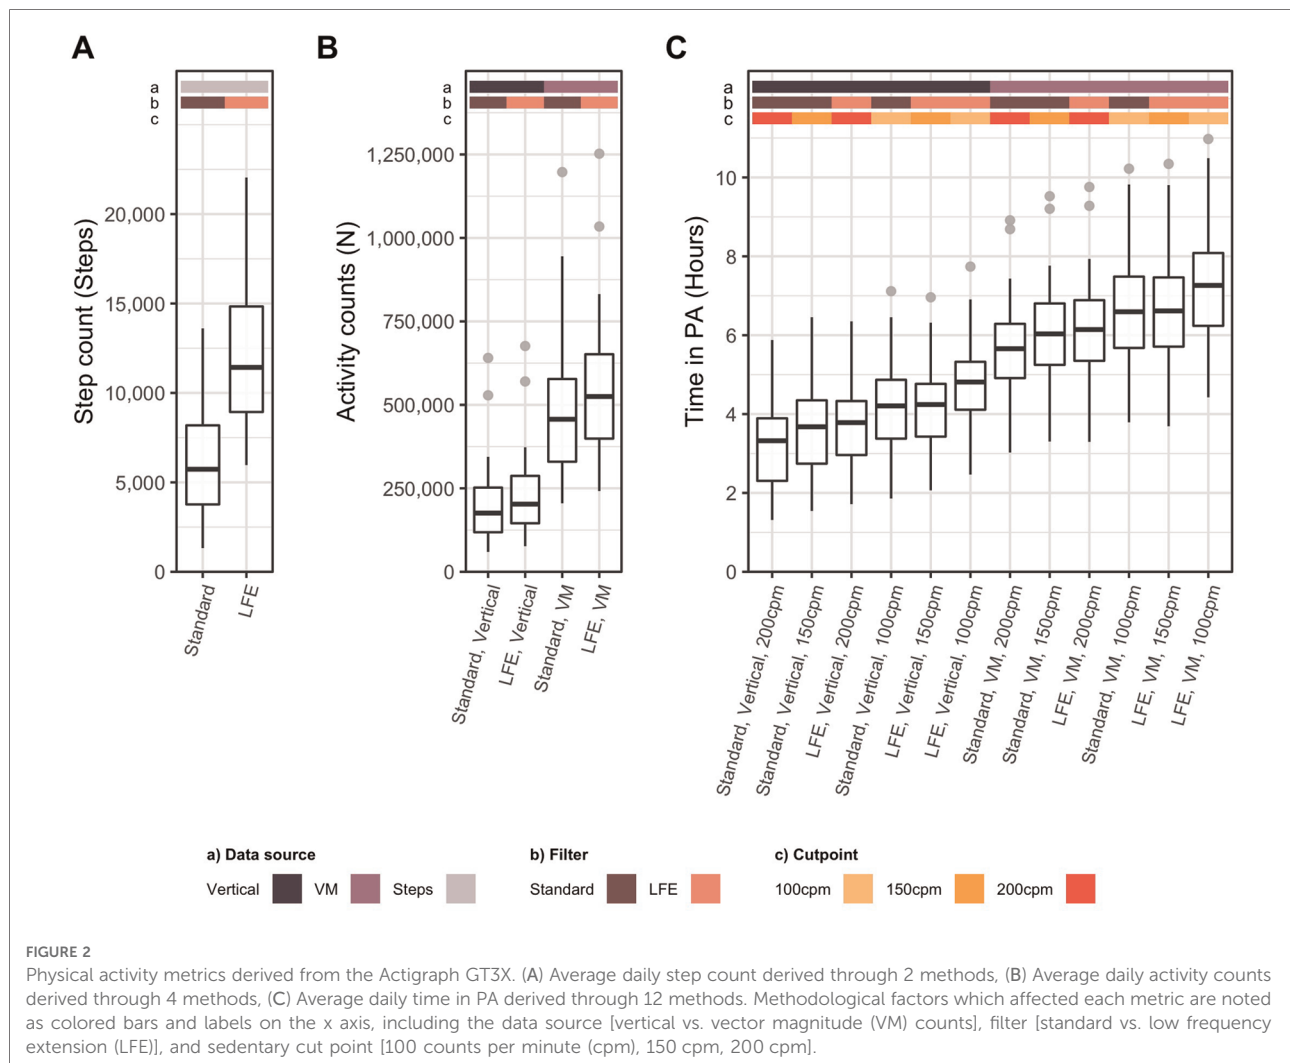 A
B
C
a
b
c
a
b
c
a
b
c
Step count (Steps)
20,000
15,000
10,000
5,000
0
Standard
LFE
Activity counts (N)
1,250,000
1,000,000
750,000
500,000
250,000
0
Standard, Vertical
LFE, Vertical
Standard, VM
LFE, VM
Time in PA (Hours)
10
8
6
4
2
0
Standard, Vertical, 200cpm
Standard, Vertical, 150cpm
LFE, Vertical, 200cpm
Standard, Vertical, 100cpm
LFE, Vertical, 150cpm
LFE, Vertical, 100cpm
Standard, VM, 200cpm
Standard, VM, 150cpm
LFE, VM, 200cpm
Standard, VM, 100cpm
LFE, VM, 150cpm
LFE, VM, 100cpm
a) Data source
Vertical VM Steps
b) Filter
Standard LFE
c) Cutpoint
100cpm 150cpm 200cpm
FIGURE 2
Physical activity metrics derived from the Actigraph GT3X. (A) Average daily step count derived through 2 methods, (B) Average daily activity counts
derived through 4 methods, (C) Average daily time in PA derived through 12 methods. Methodological factors which affected each metric are noted
as colored bars and labels on the x axis, including the data source [vertical vs. vector magnitude (VM) counts], filter [standard vs. low frequency
extension (LFE)], and sedentary cut point [100 counts per minute (cpm), 150 cpm, 200 cpm].